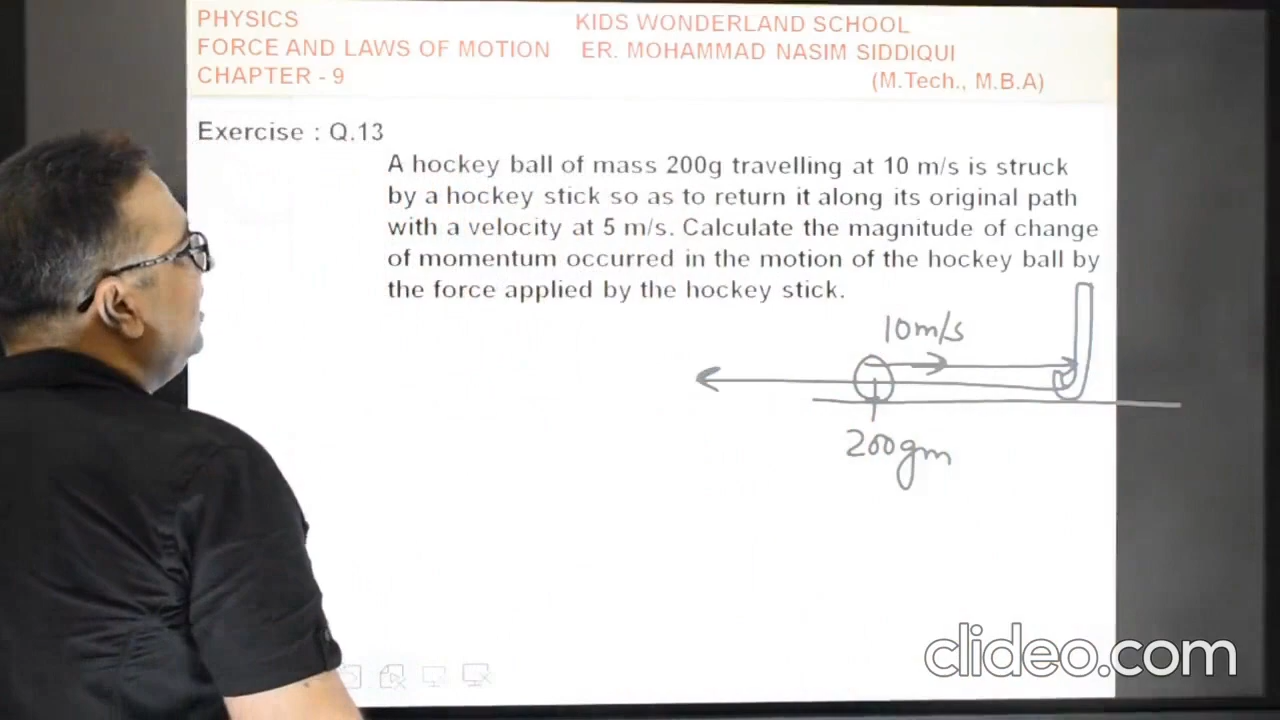 PHYSICS KIDS WONDERLAND SCHOOL
FORCE AND LAWS OF MOTION ER. MOHAMMAD NASIM SIDDIQUI
CHAPTER - 9 (M.Tech., M.B.A)
Exercise : Q.13
A hockey ball of mass 200g travelling at 10 m/s is struck
by a hockey stick so as to return it along its original path
with a velocity at 5 m/s. Calculate the magnitude of change
of momentum occurred in the motion of the hockey ball by
the force applied by the hockey stick.
10m/s
200gm
clideo.com